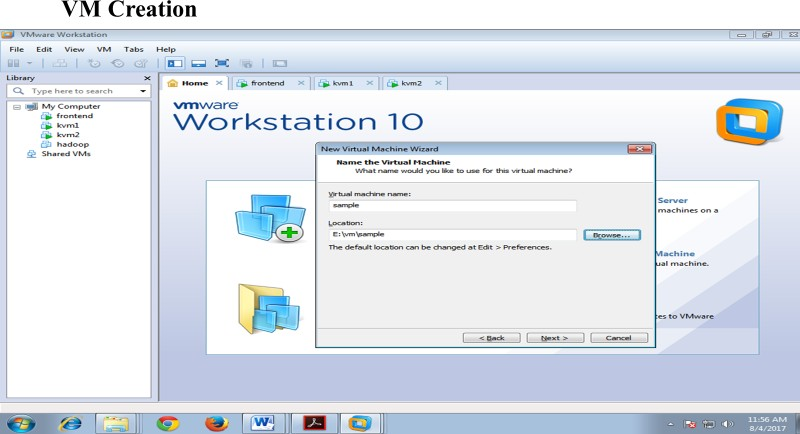 VM Creation
VMware Workstation
File Edit View VM Tabs Help
Library
Type here to search
My Computer
frontend
kvm1
kvm2
hadoop
Shared VMs
Home frontend kvm1 kvm2
vmware
Workstation 10
New Virtual Machine Wizard
Name the Virtual Machine
What name would you like to use for this virtual machine?
Virtual machine name:
sample
Location:
E:\vm\sample
Browse...
The default location can be changed at Edit > Preferences.
< Back Next > Cancel
Server
machines on a
Machine
ual machine.
es to VMware
11:56 AM
8/4/2017